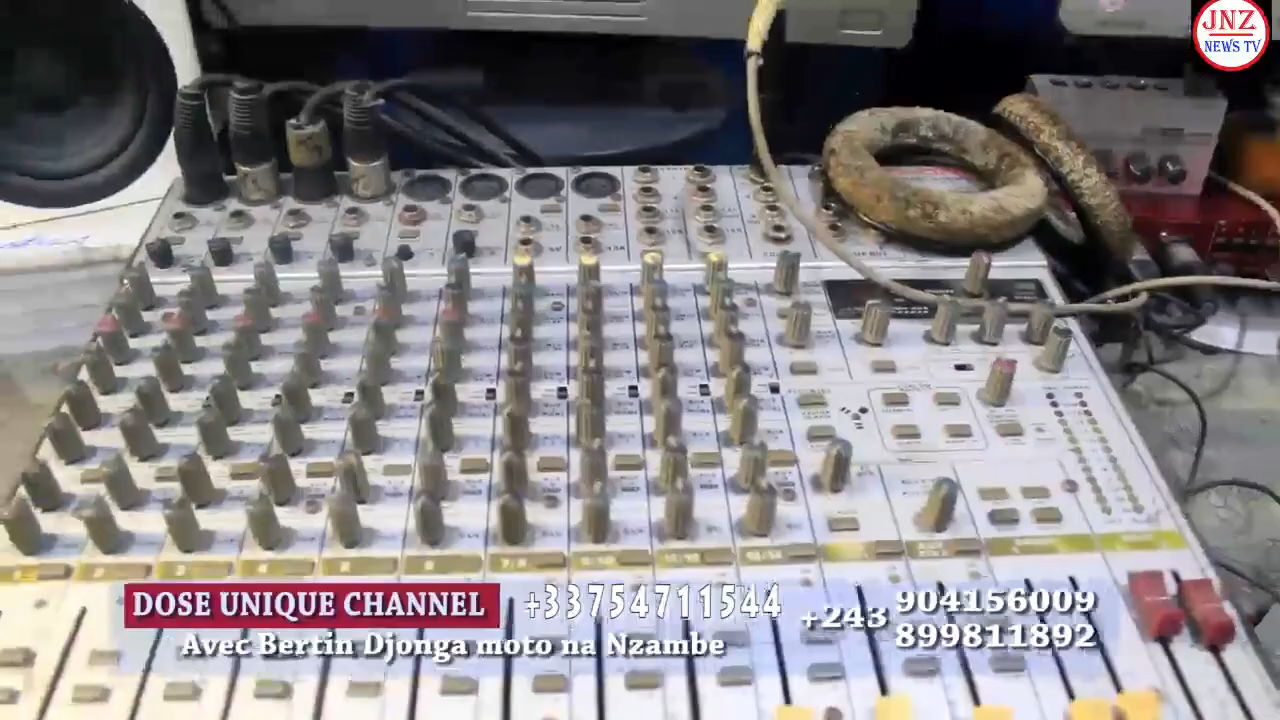 JNZ
NEWS TV
DOSE UNIQUE CHANNEL
+33754711544
+243 904156009
899811892
Avec Bertin Djonga moto na Nzambe